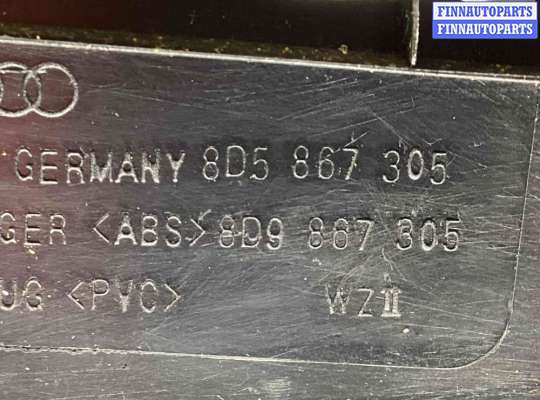 FINNAUTOPARTS
FINNAUTOPARTS
GERMANY 8D5 867 305
GER <ABS> 8D9 867 305
UG <PVC> WZII